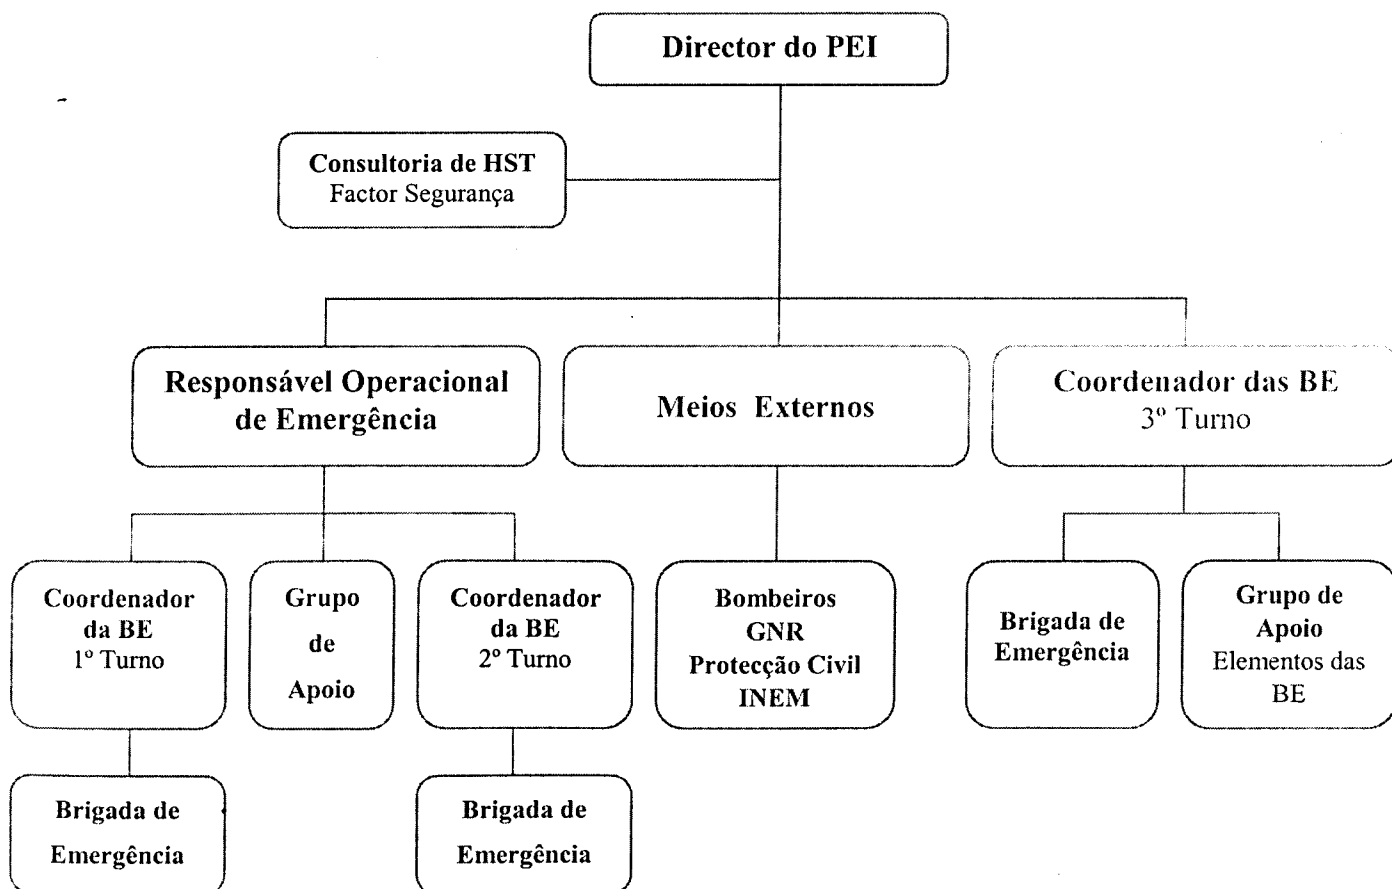 Director do PEI
Consultoria de HST
Factor Segurança
Responsável Operacional
de Emergência
Meios Externos
Coordenador das BE
3º Turno
Coordenador
da BE
1º Turno
Grupo
de
Apoio
Coordenador
da BE
2º Turno
Bombeiros
GNR
Protecção Civil
INEM
Brigada de
Emergência
Grupo de
Apoio
Elementos das
BE
Brigada de
Emergência
Brigada de
Emergência